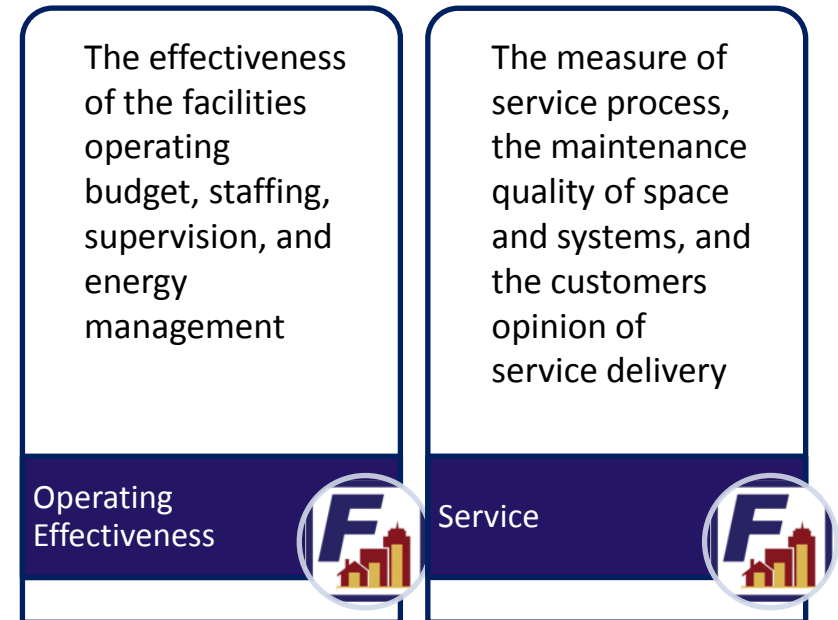 The effectiveness
of the facilities
operating
budget, staffing,
supervision, and
energy
management
Operating
Effectiveness
F
The measure of
service process,
the maintenance
quality of space
and systems, and
the customers
opinion of
service delivery
Service
F